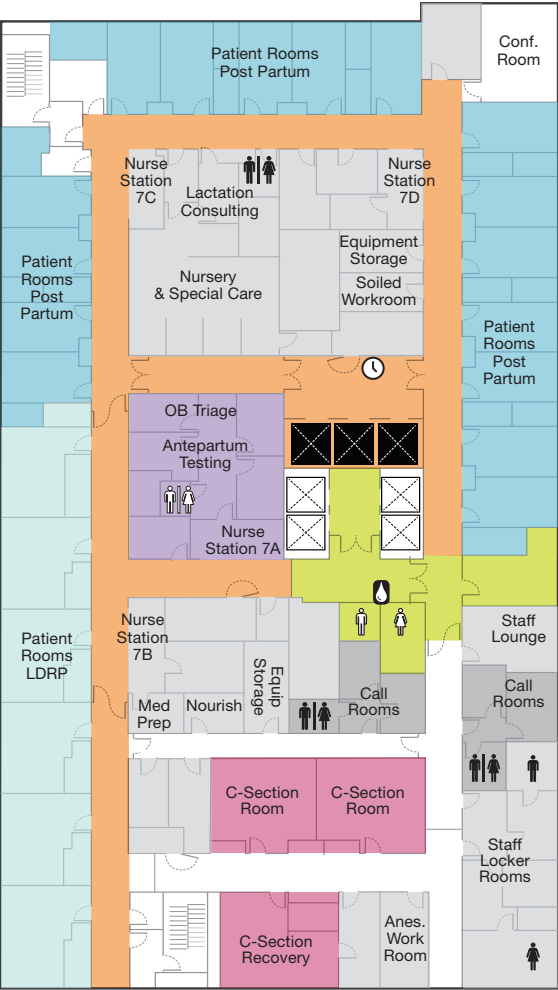 Patient Rooms
Post Partum
Conf.
Room
Nurse
Station
7C
Lactation
Consulting
Nurse
Station
7D
Equipment
Storage
Nursery
& Special Care
Soiled
Workroom
Patient
Rooms
Post
Partum
Patient
Rooms
Post
Partum
OB Triage
Antepartum
Testing
Nurse
Station 7A
Patient
Rooms
LDRP
Nurse
Station
7B
Equip
Storage
Med
Prep
Nourish
Call
Rooms
Staff
Lounge
Call
Rooms
C-Section
Room
C-Section
Room
Staff
Locker
Rooms
C-Section
Recovery
Anes.
Work
Room